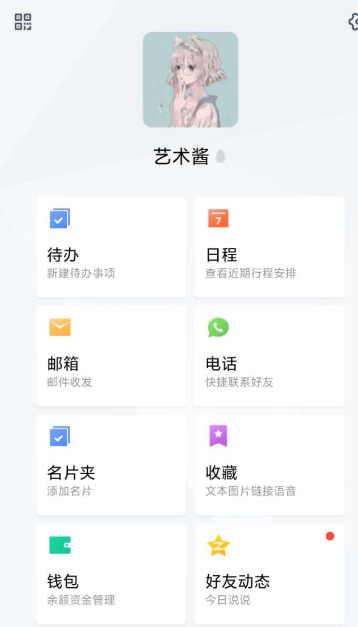 艺术酱
7
待办
新建待办事项
日程
查看近期行程安排
邮箱
邮件收发
电话
快捷联系好友
名片夹
添加名片
收藏
文本图片链接语音
钱包
余额资金管理
好友动态
今日说说